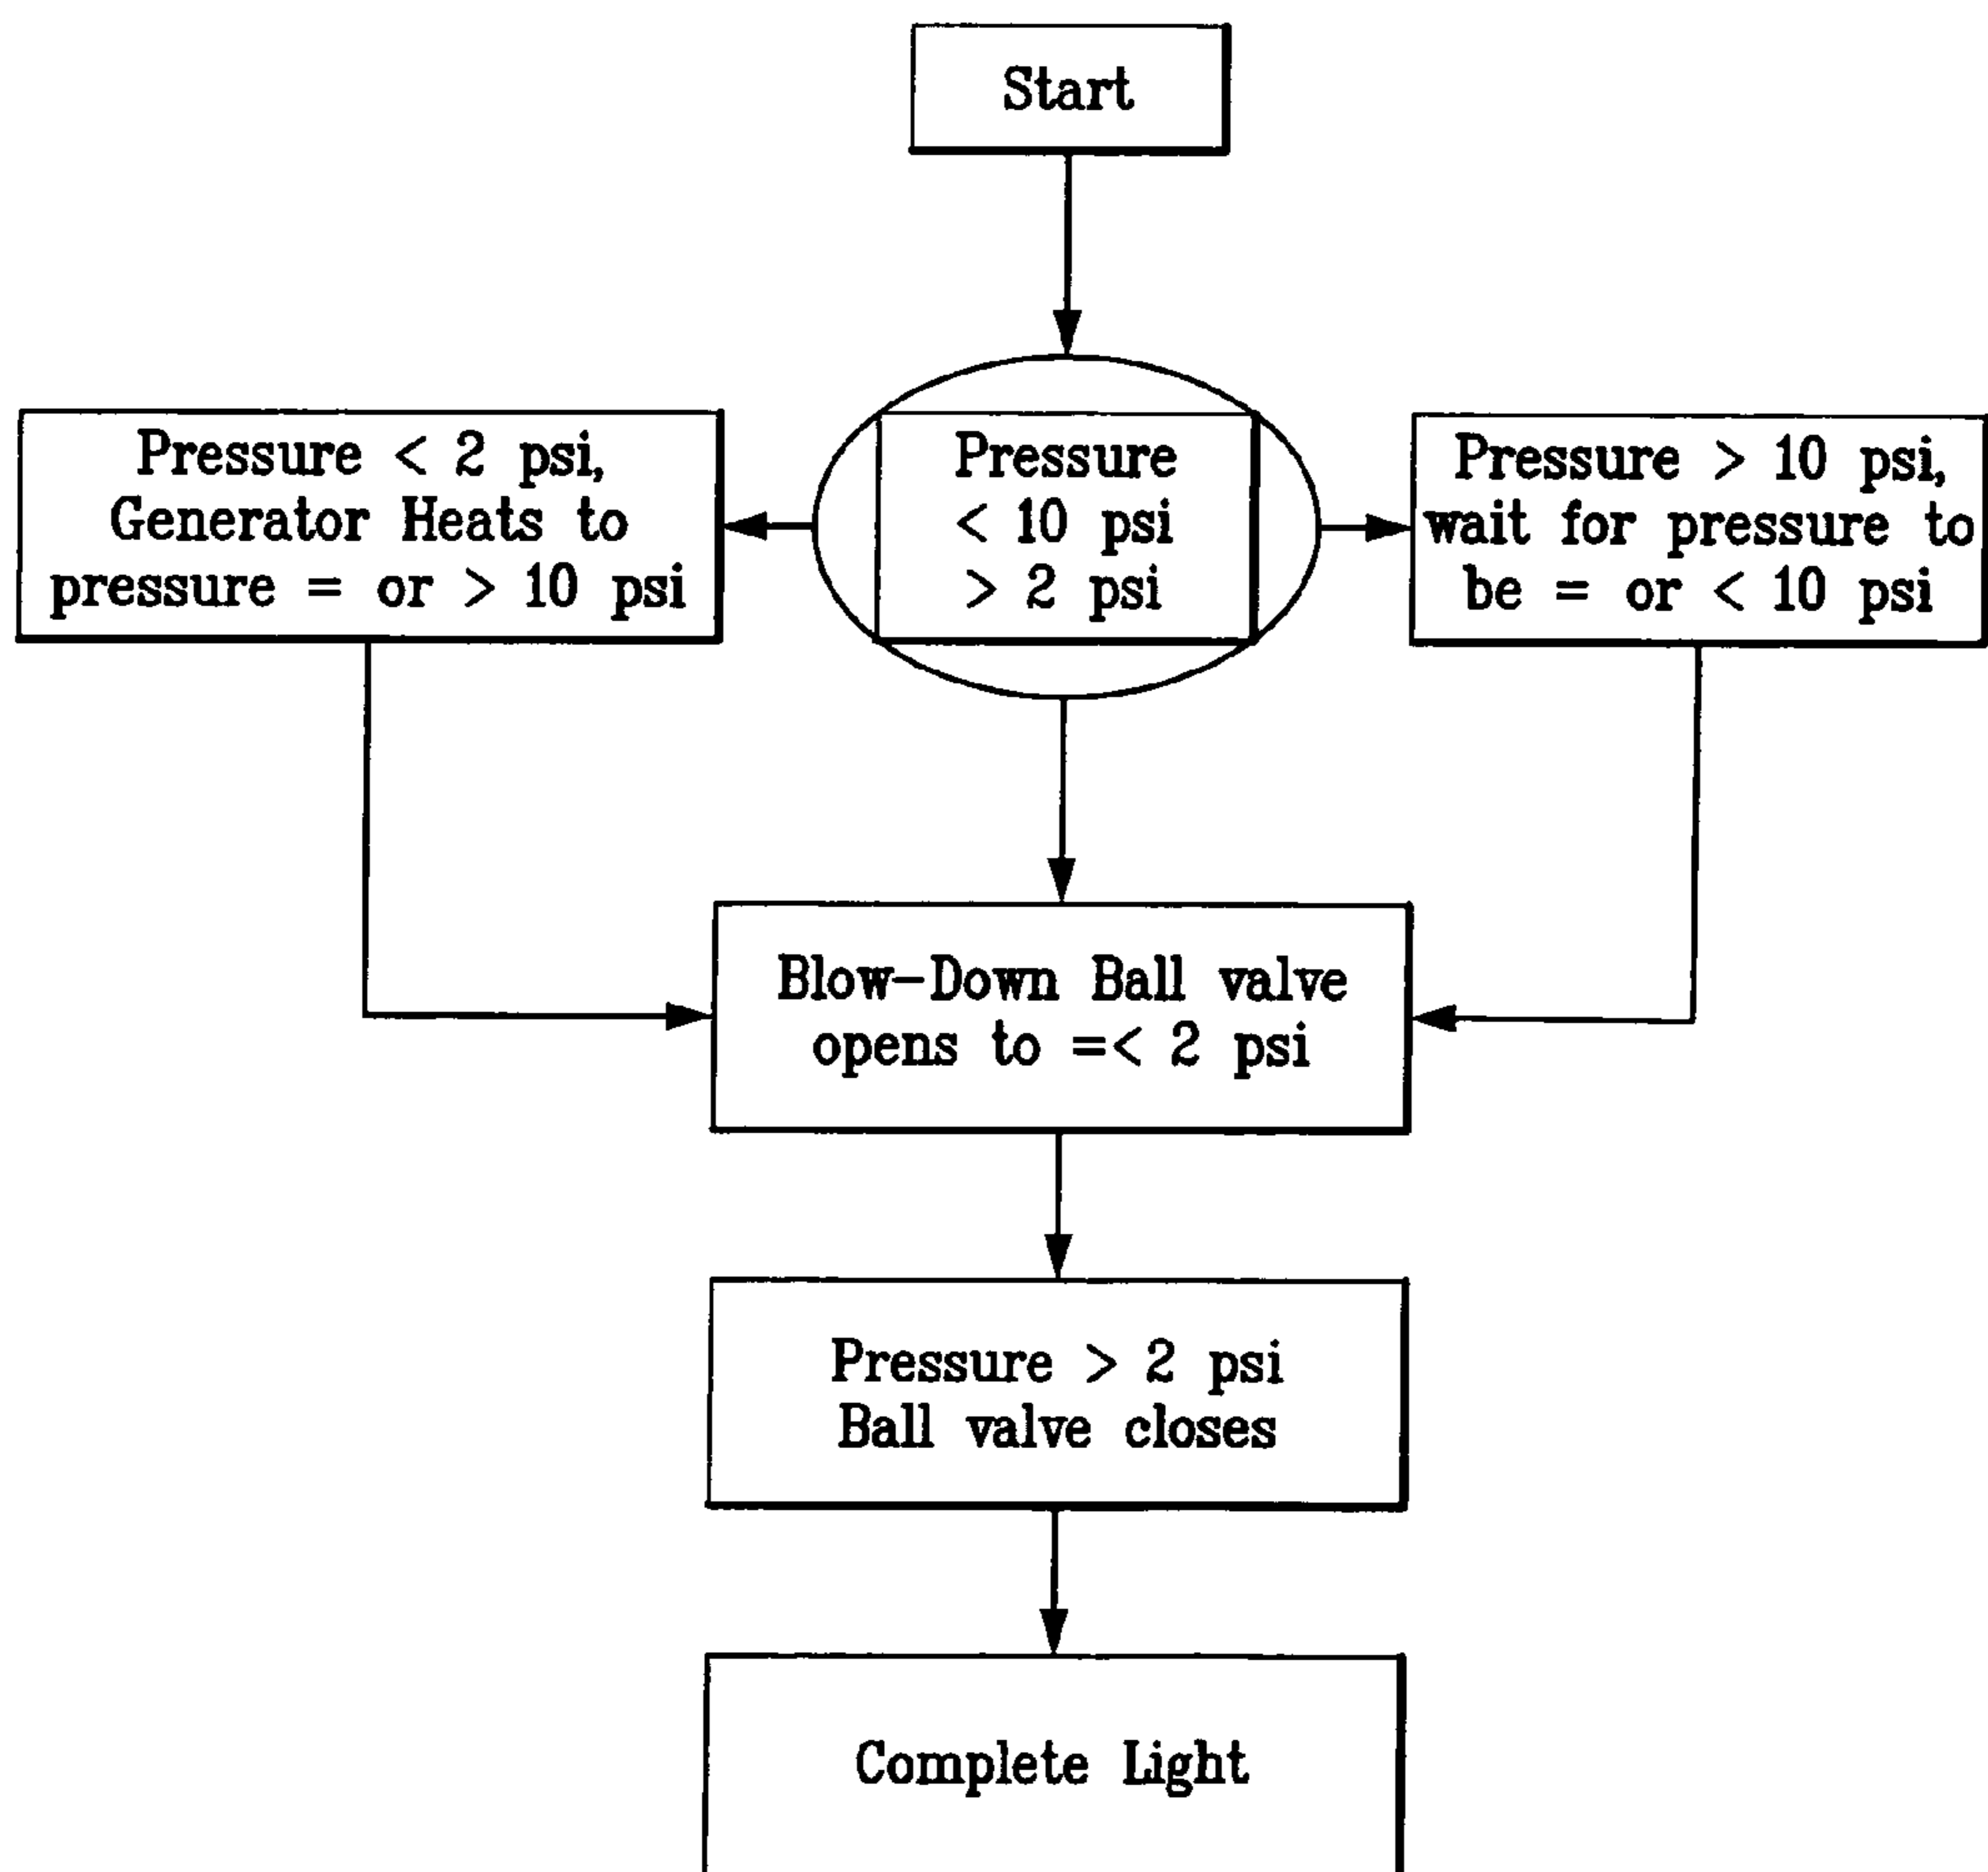 Start
Pressure < 2 psi,
Generator Heats to
pressure = or > 10 psi
Pressure
< 10 psi
> 2 psi
Pressure > 10 psi,
wait for pressure to
be = or < 10 psi
Blow-Down Ball valve
opens to =< 2 psi
Pressure > 2 psi
Ball valve closes
Complete Light